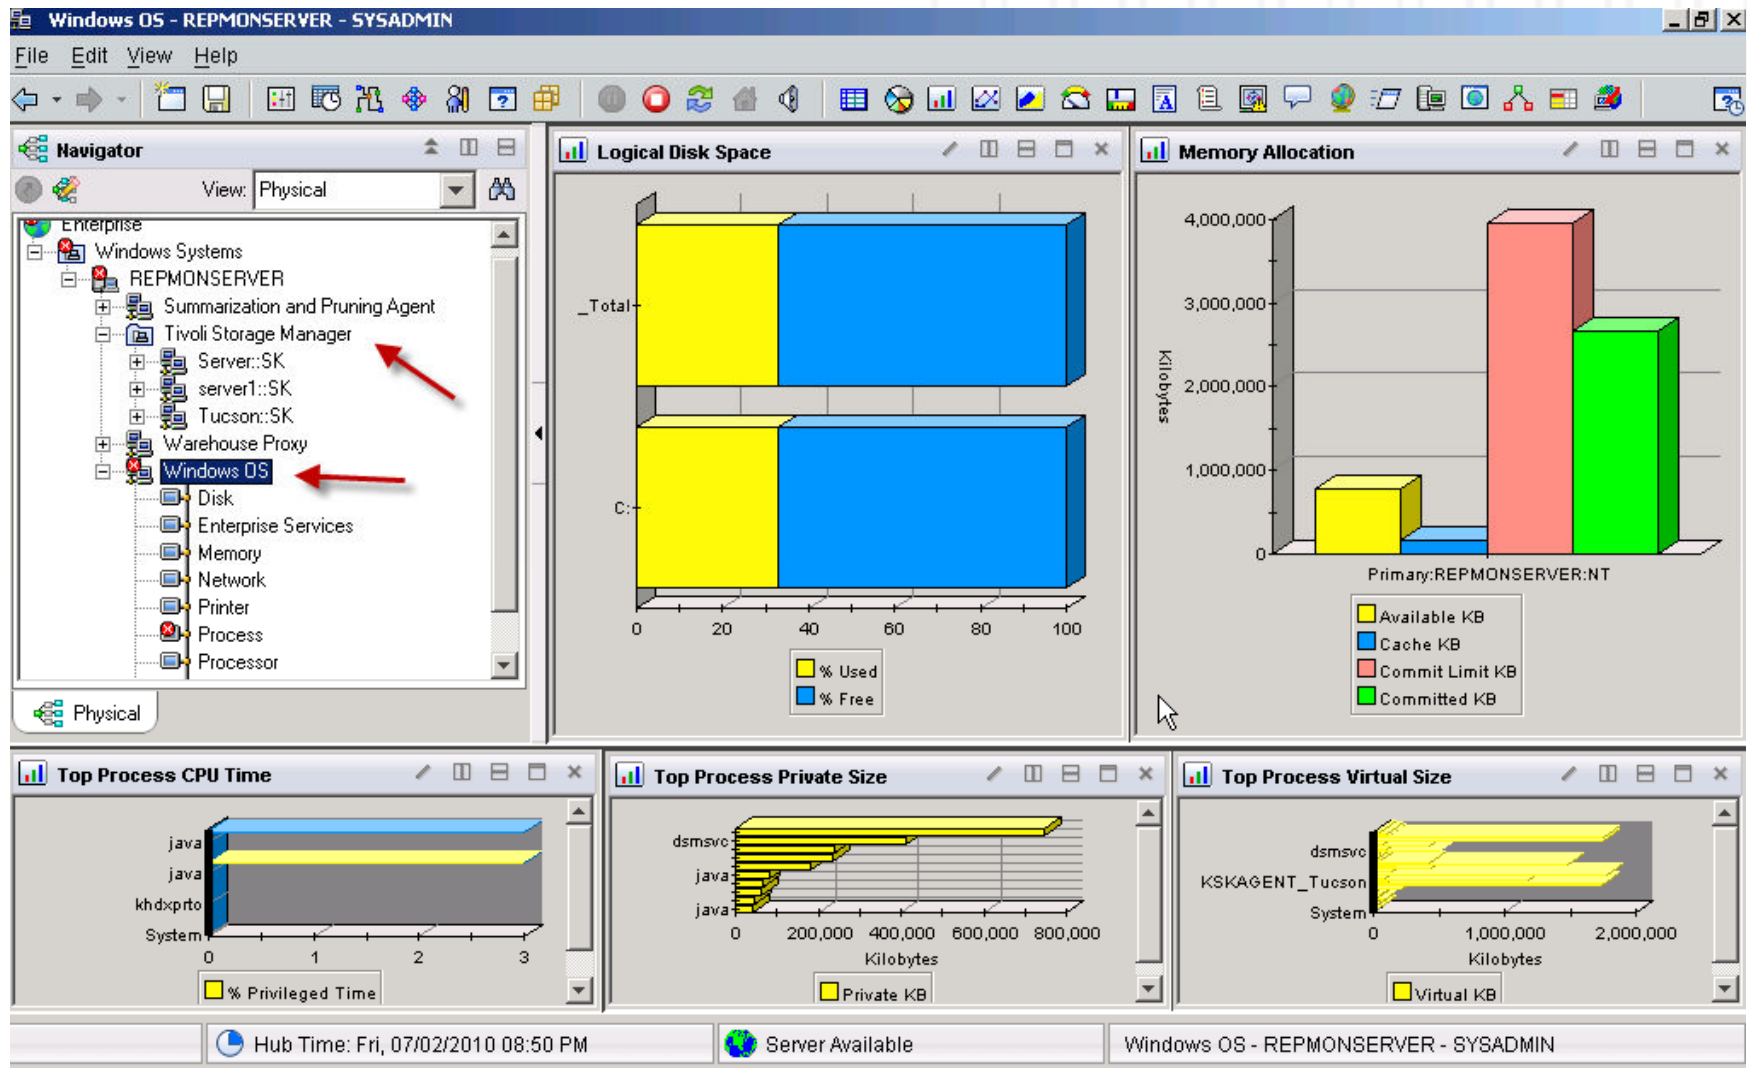 Windows OS - REPMONSERVER - SYSADMIN
File Edit View Help
Navigator
View: Physical
Enterprise
Windows Systems
REPMONSERVER
Summarization and Pruning Agent
Tivoli Storage Manager
Server::SK
server1::SK
Tucson::SK
Warehouse Proxy
Windows OS
Disk
Enterprise Services
Memory
Network
Printer
Process
Processor
Physical
Logical Disk Space
_Total
C:
0 20 40 60 80 100
% Used
% Free
Memory Allocation
4,000,000
3,000,000
2,000,000
1,000,000
0
Kilobytes
Primary:REPMONSERVER:NT
Available KB
Cache KB
Commit Limit KB
Committed KB
Top Process CPU Time
java
java
khdxprto
System
0 1 2 3
% Privileged Time
Top Process Private Size
dsmsvc
java
java
0 200,000 400,000 600,000 800,000
Kilobytes
Private KB
Top Process Virtual Size
dsmsvc
KSKAGENT_Tucson
System
0 1,000,000 2,000,000
Kilobytes
Virtual KB
Hub Time: Fri, 07/02/2010 08:50 PM
Server Available
Windows OS - REPMONSERVER - SYSADMIN